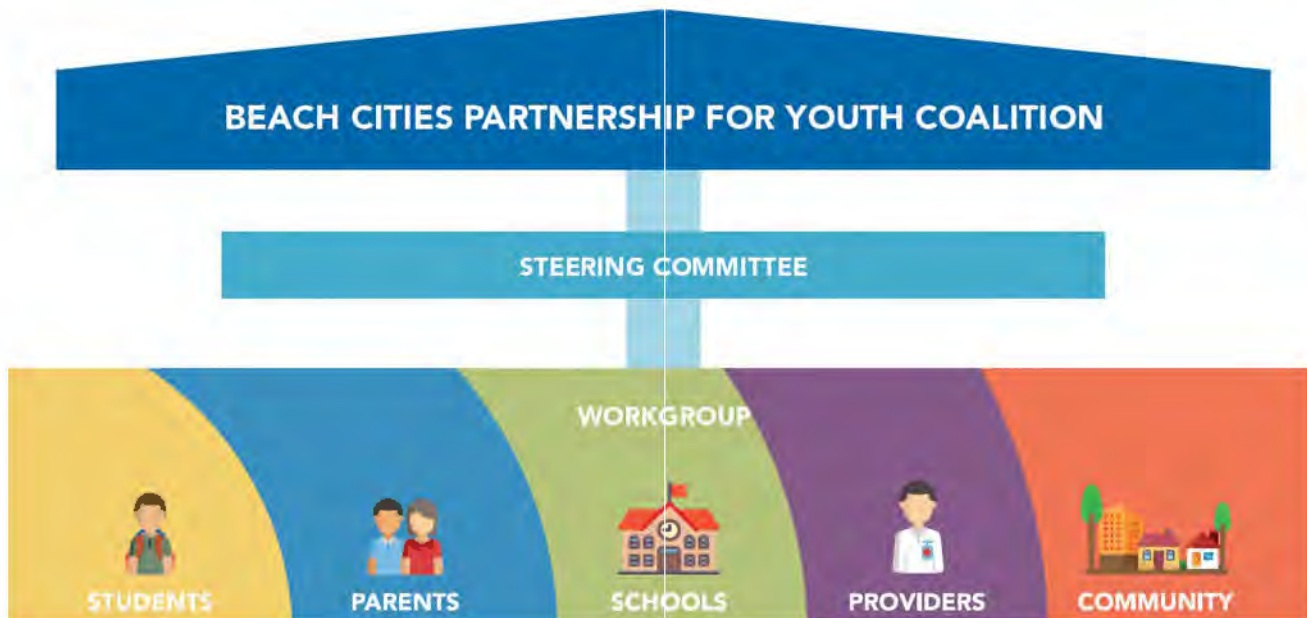 BEACH CITIES PARTNERSHIP FOR YOUTH COALITION
STEERING COMMITTEE
WORKGROUP
STUDENTS
PARENTS
SCHOOLS
PROVIDERS
COMMUNITY